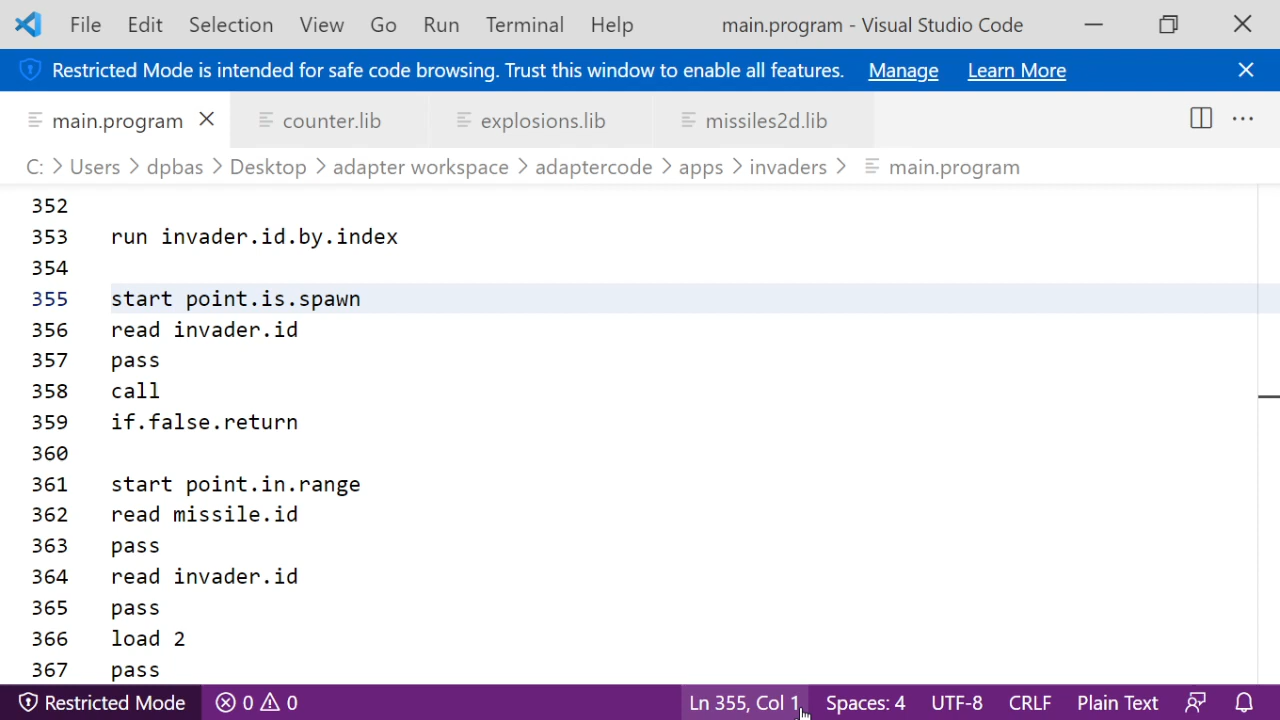 File Edit Selection View Go Run Terminal Help main.program - Visual Studio Code
Restricted Mode is intended for safe code browsing. Trust this window to enable all features. Manage Learn More
main.program counter.lib explosions.lib missiles2d.lib
C: > Users > dpbas > Desktop > adapter workspace > adaptercode > apps > invaders > main.program
352
353 run invader.id.by.index
354
355 start point.is.spawn
356 read invader.id
357 pass
358 call
359 if.false.return
360
361 start point.in.range
362 read missile.id
363 pass
364 read invader.id
365 pass
366 load 2
367 pass
Restricted Mode 0 0 Ln 355, Col 1 Spaces: 4 UTF-8 CRLF Plain Text